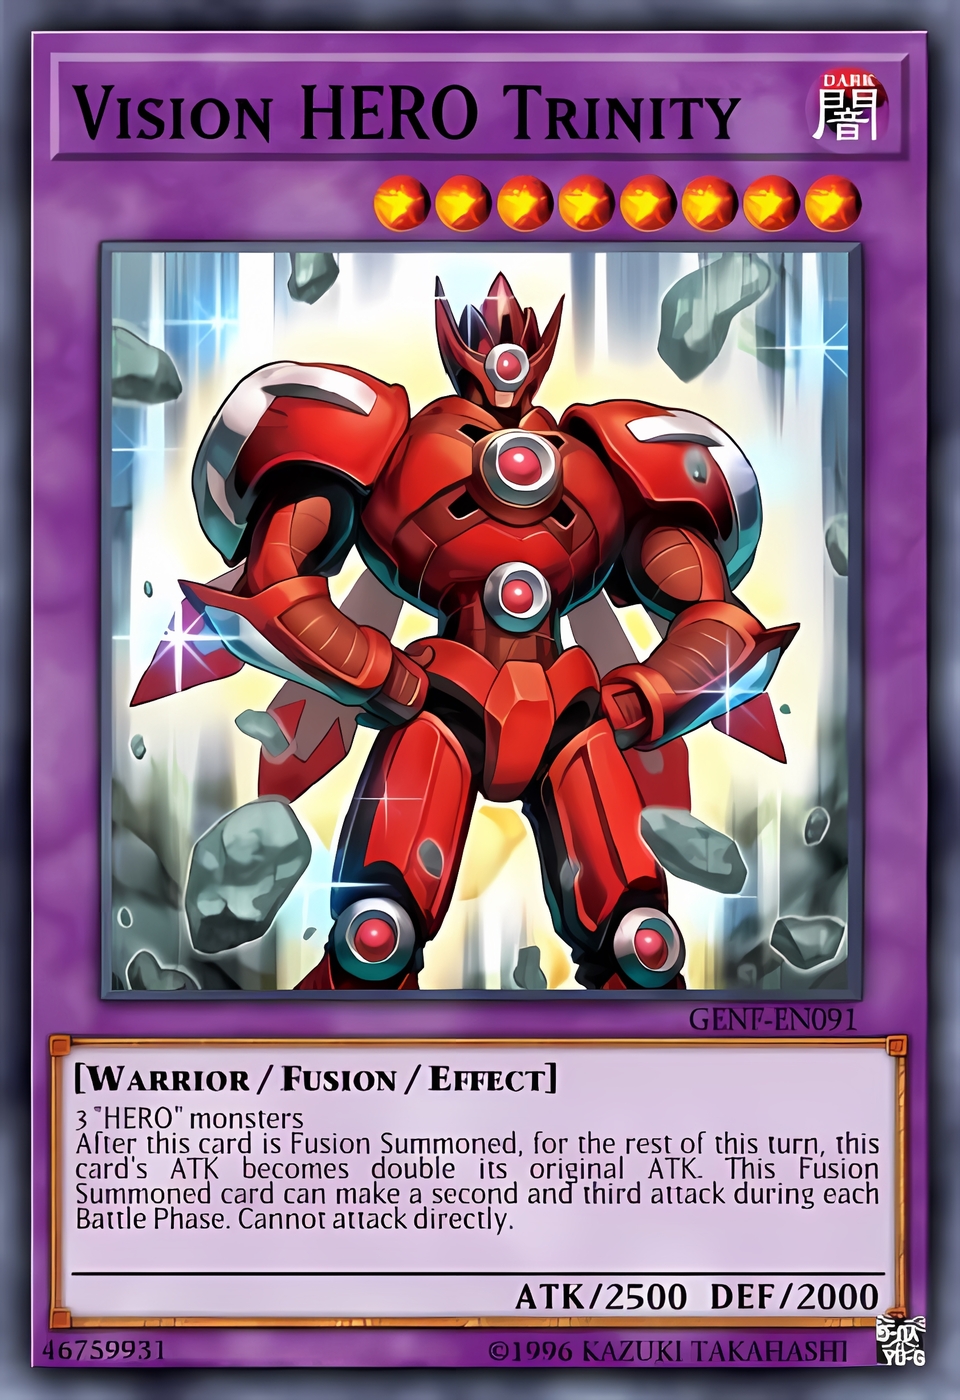 Vision HERO Trinity
DARK
闇
GENF-EN091
[Warrior / Fusion / Effect]
3 "HERO" monsters
After this card is Fusion Summoned, for the rest of this turn, this
card's ATK becomes double its original ATK. This Fusion
Summoned card can make a second and third attack during each
Battle Phase. Cannot attack directly.
ATK/2500 DEF/2000
46759931
©1996 KAZUKI TAKAHASHI